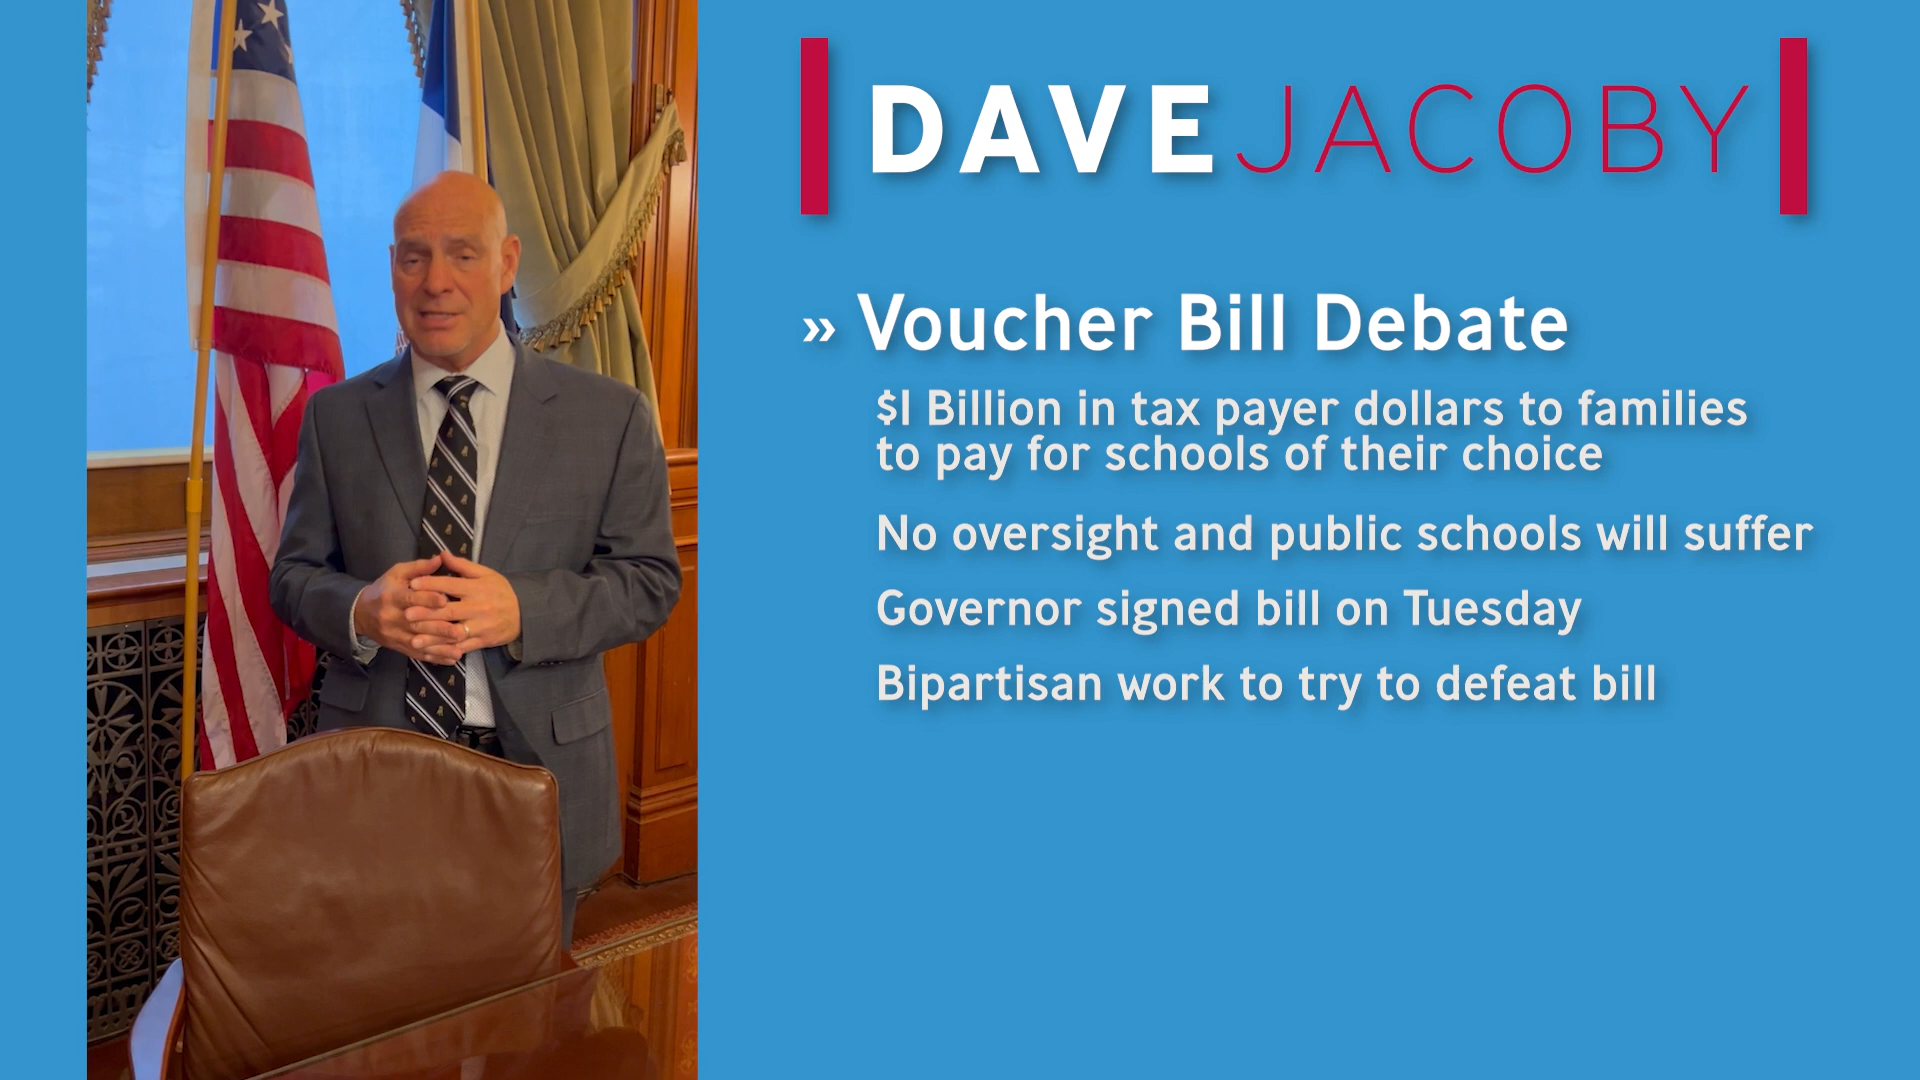 DAVE JACOBY
» Voucher Bill Debate
$1 Billion in tax payer dollars to families
to pay for schools of their choice
No oversight and public schools will suffer
Governor signed bill on Tuesday
Bipartisan work to try to defeat bill